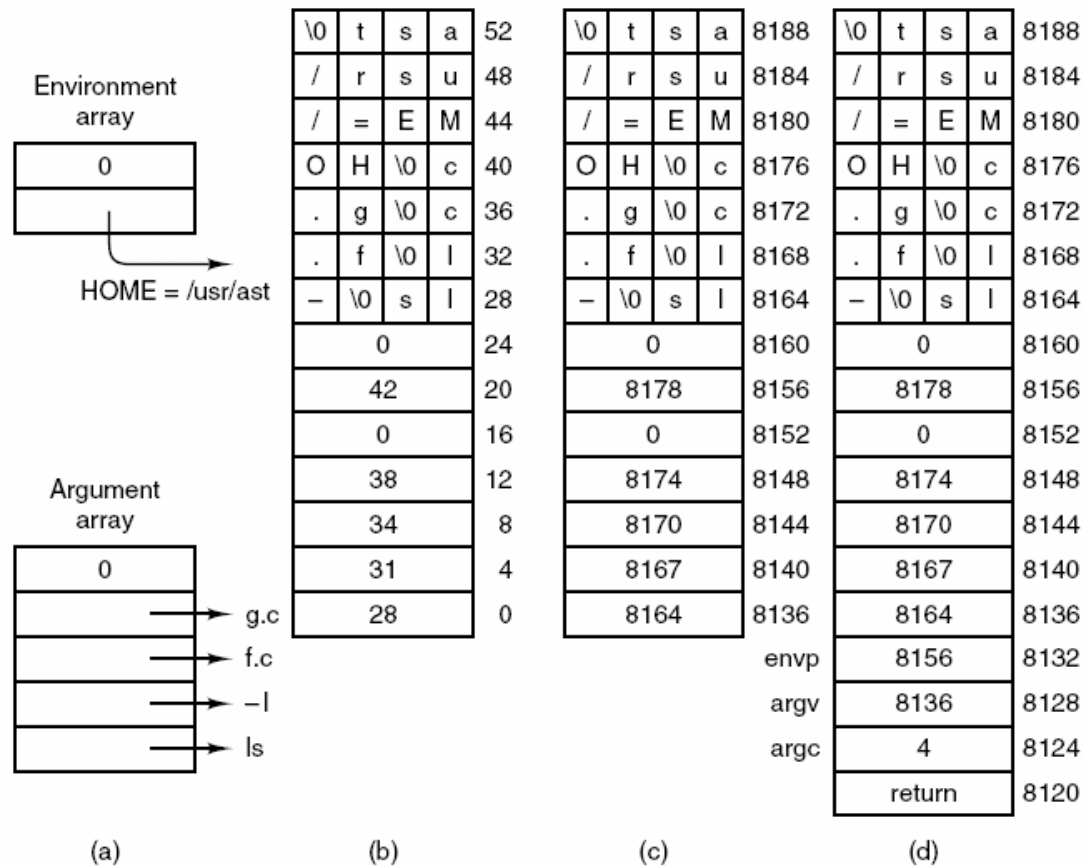 \0 t s a 52
/ r s u 48
/ = E M 44
O H \0 c 40
. g \0 c 36
. f \0 l 32
– \0 s l 28
0 24
42 20
0 16
38 12
34 8
31 4
28 0
\0 t s a 8188
/ r s u 8184
/ = E M 8180
O H \0 c 8176
. g \0 c 8172
. f \0 l 8168
– \0 s l 8164
0 8160
8178 8156
0 8152
8174 8148
8170 8144
8167 8140
8164 8136
\0 t s a 8188
/ r s u 8184
/ = E M 8180
O H \0 c 8176
. g \0 c 8172
. f \0 l 8168
– \0 s l 8164
0 8160
8178 8156
0 8152
8174 8148
8170 8144
8167 8140
8164 8136
envp 8156 8132
argv 8136 8128
argc 4 8124
return 8120
Environment
array
0
HOME = /usr/ast
Argument
array
0
g.c
f.c
–l
ls
(a) (b) (c) (d)